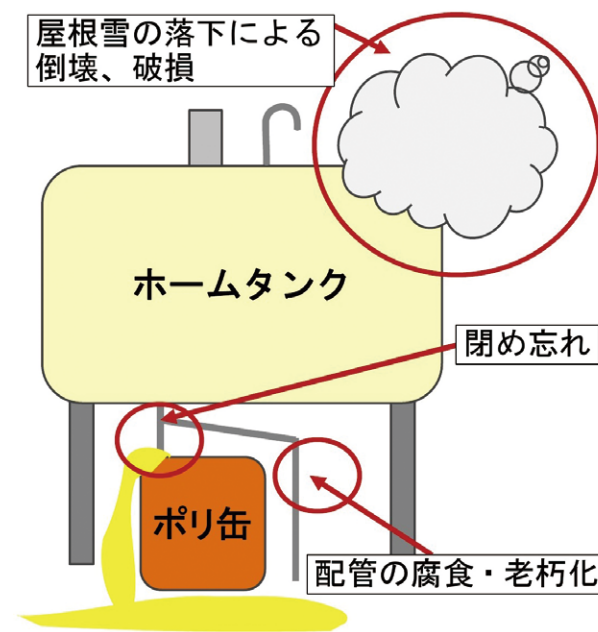 屋根雪の落下による
倒壊、破損
ホームタンク
閉め忘れ
ポリ缶
配管の腐食・老朽化